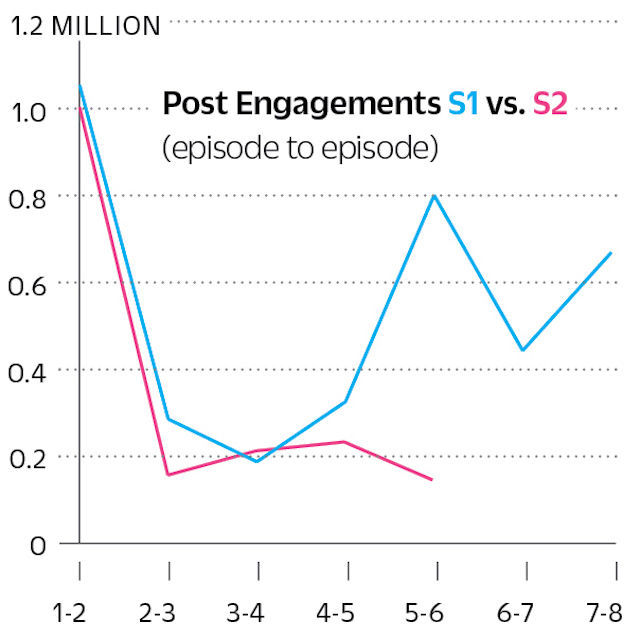 1.2 MILLION
Post Engagements S1 vs. S2
(episode to episode)
1.0
0.8
0.6
0.4
0.2
0
1-2 2-3 3-4 4-5 5-6 6-7 7-8